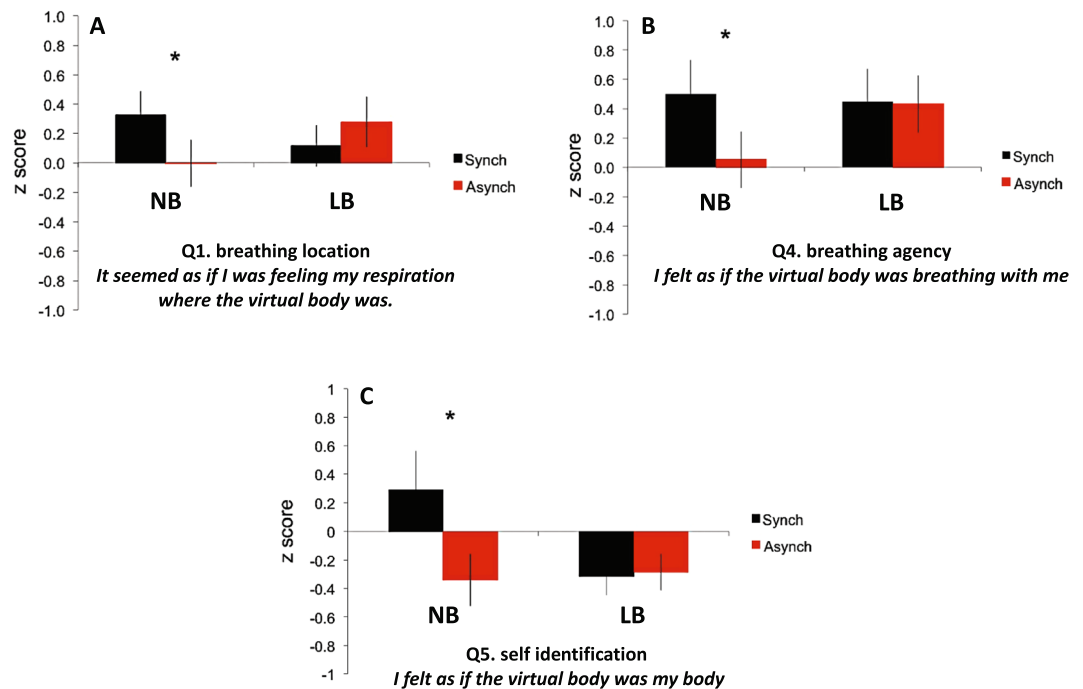 A
*
1.0
0.8
0.6
0.4
0.2
0.0
-0.2
-0.4
-0.6
-0.8
-1.0
z score
NB
LB
Synch
Asynch
Q1. breathing location
It seemed as if I was feeling my respiration
where the virtual body was.
B
*
1.0
0.8
0.6
0.4
0.2
0.0
-0.2
-0.4
-0.6
-0.8
-1.0
z score
NB
LB
Synch
Asynch
Q4. breathing agency
I felt as if the virtual body was breathing with me
C
*
1
0.8
0.6
0.4
0.2
0
-0.2
-0.4
-0.6
-0.8
-1
z score
NB
LB
Synch
Asynch
Q5. self identification
I felt as if the virtual body was my body